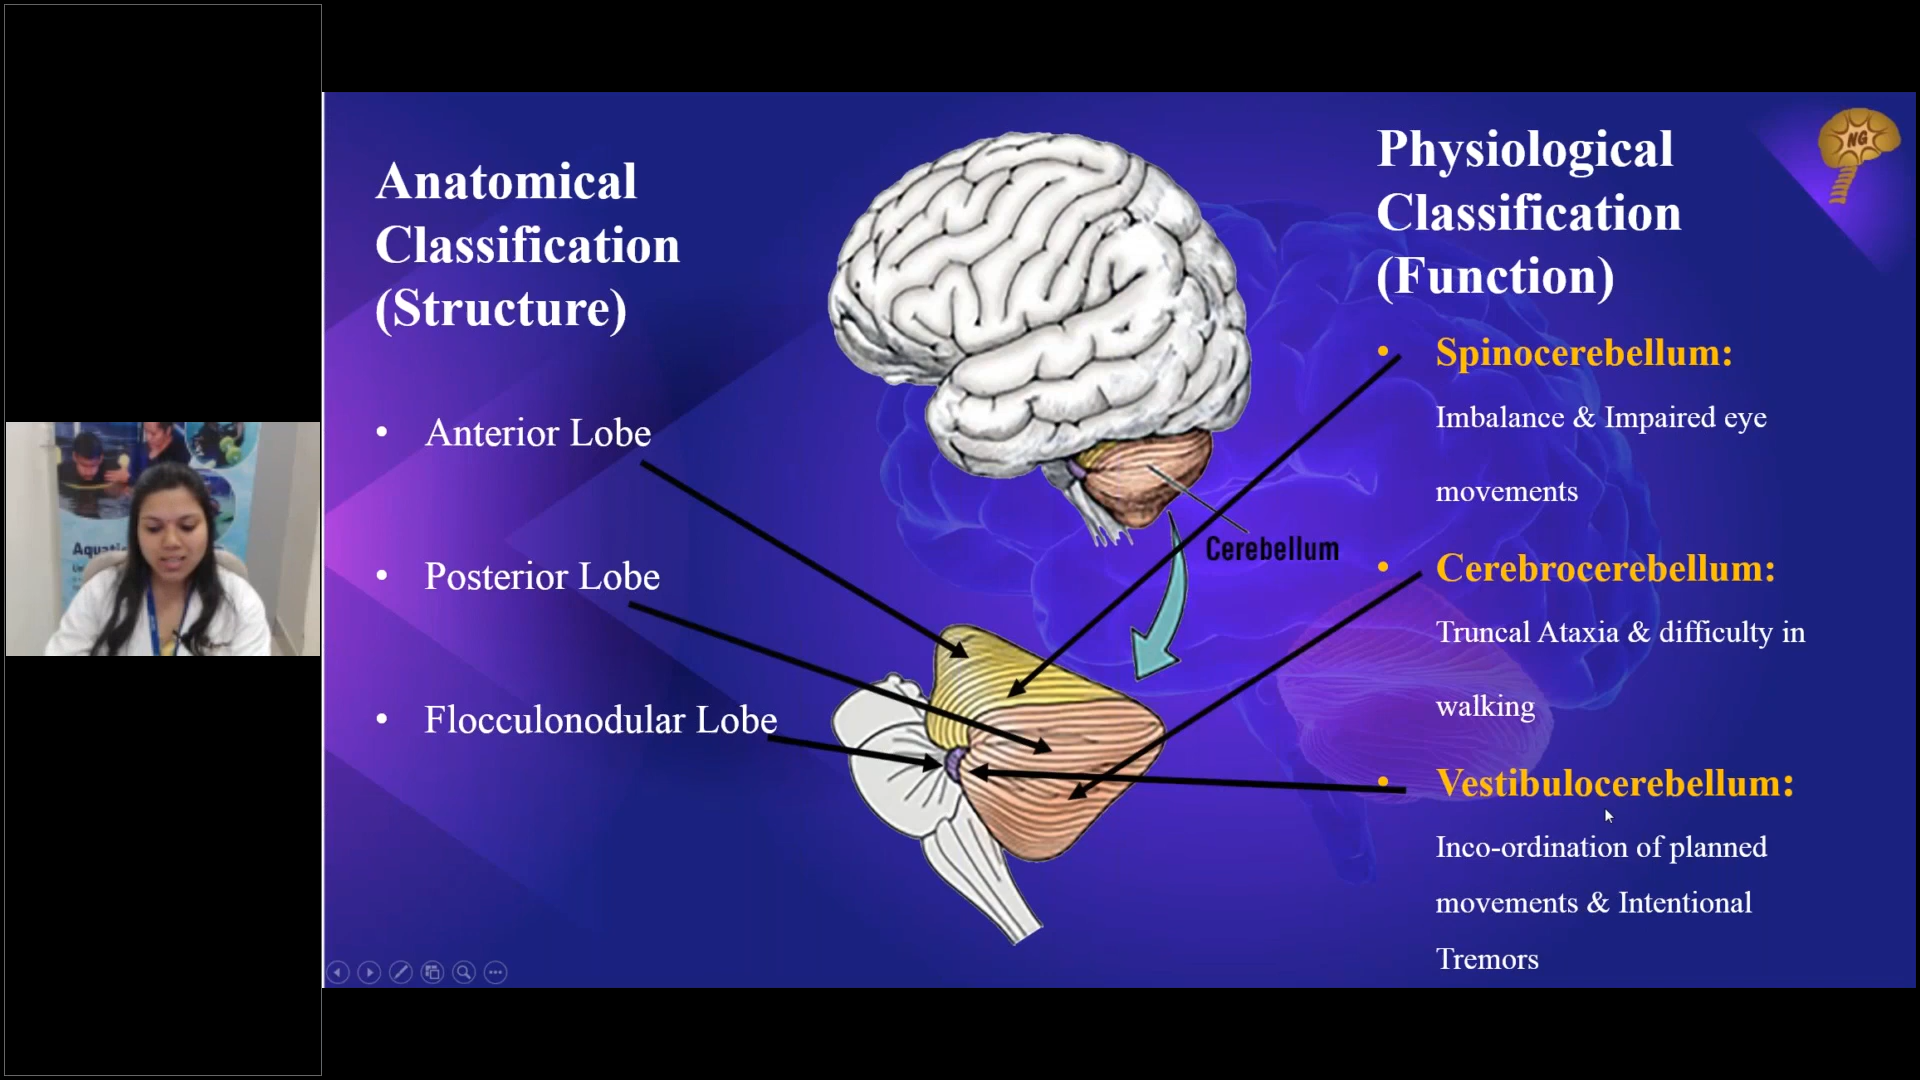 Anatomical
Classification
(Structure)
• Anterior Lobe
• Posterior Lobe
• Flocculonodular Lobe
Cerebellum
Physiological
Classification
(Function)
• Spinocerebellum:
Imbalance & Impaired eye
movements
• Cerebrocerebellum:
Truncal Ataxia & difficulty in
walking
• Vestibulocerebellum:
Inco-ordination of planned
movements & Intentional
Tremors
NG